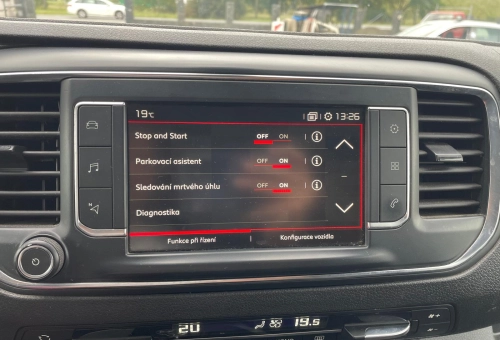 19°C 13:26
Stop and Start OFF ON
Parkovací asistent OFF ON
Sledování mrtvého úhlu OFF ON
Diagnostika
Funkce při řízení Konfigurace vozidla
20 19.5